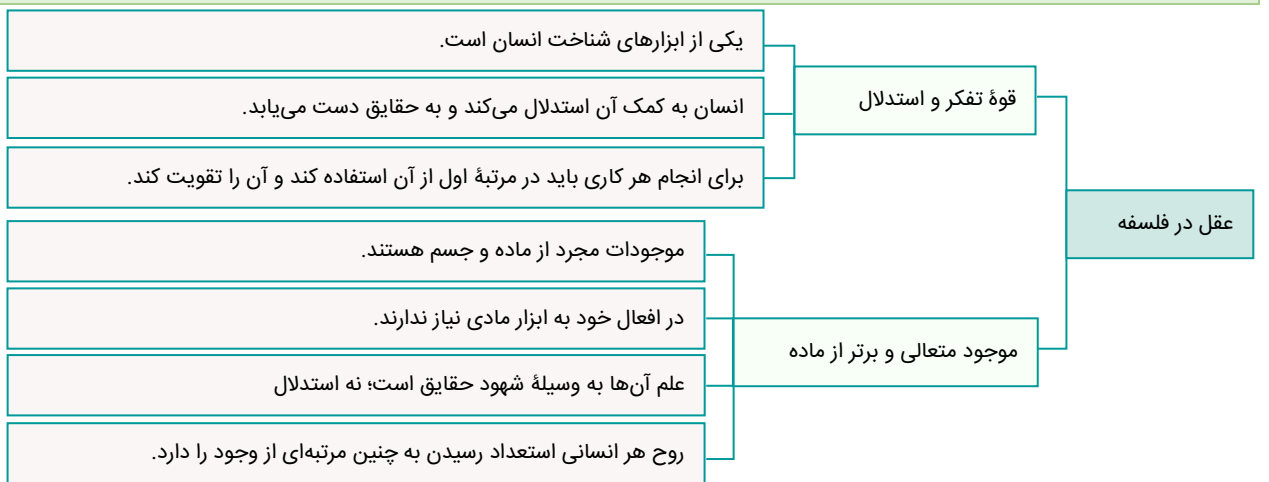 عقل در فلسفه
قوۀ تفکر و استدلال
یکی از ابزارهای شناخت انسان است.
انسان به کمک آن استدلال می‌کند و به حقایق دست می‌یابد.
برای انجام هر کاری باید در مرتبۀ اول از آن استفاده کند و آن را تقویت کند.
موجود متعالی و برتر از ماده
موجودات مجرد از ماده و جسم هستند.
در افعال خود به ابزار مادی نیاز ندارند.
علم آن‌ها به وسیلۀ شهود حقایق است؛ نه استدلال
روح هر انسانی استعداد رسیدن به چنین مرتبه‌ای از وجود را دارد.